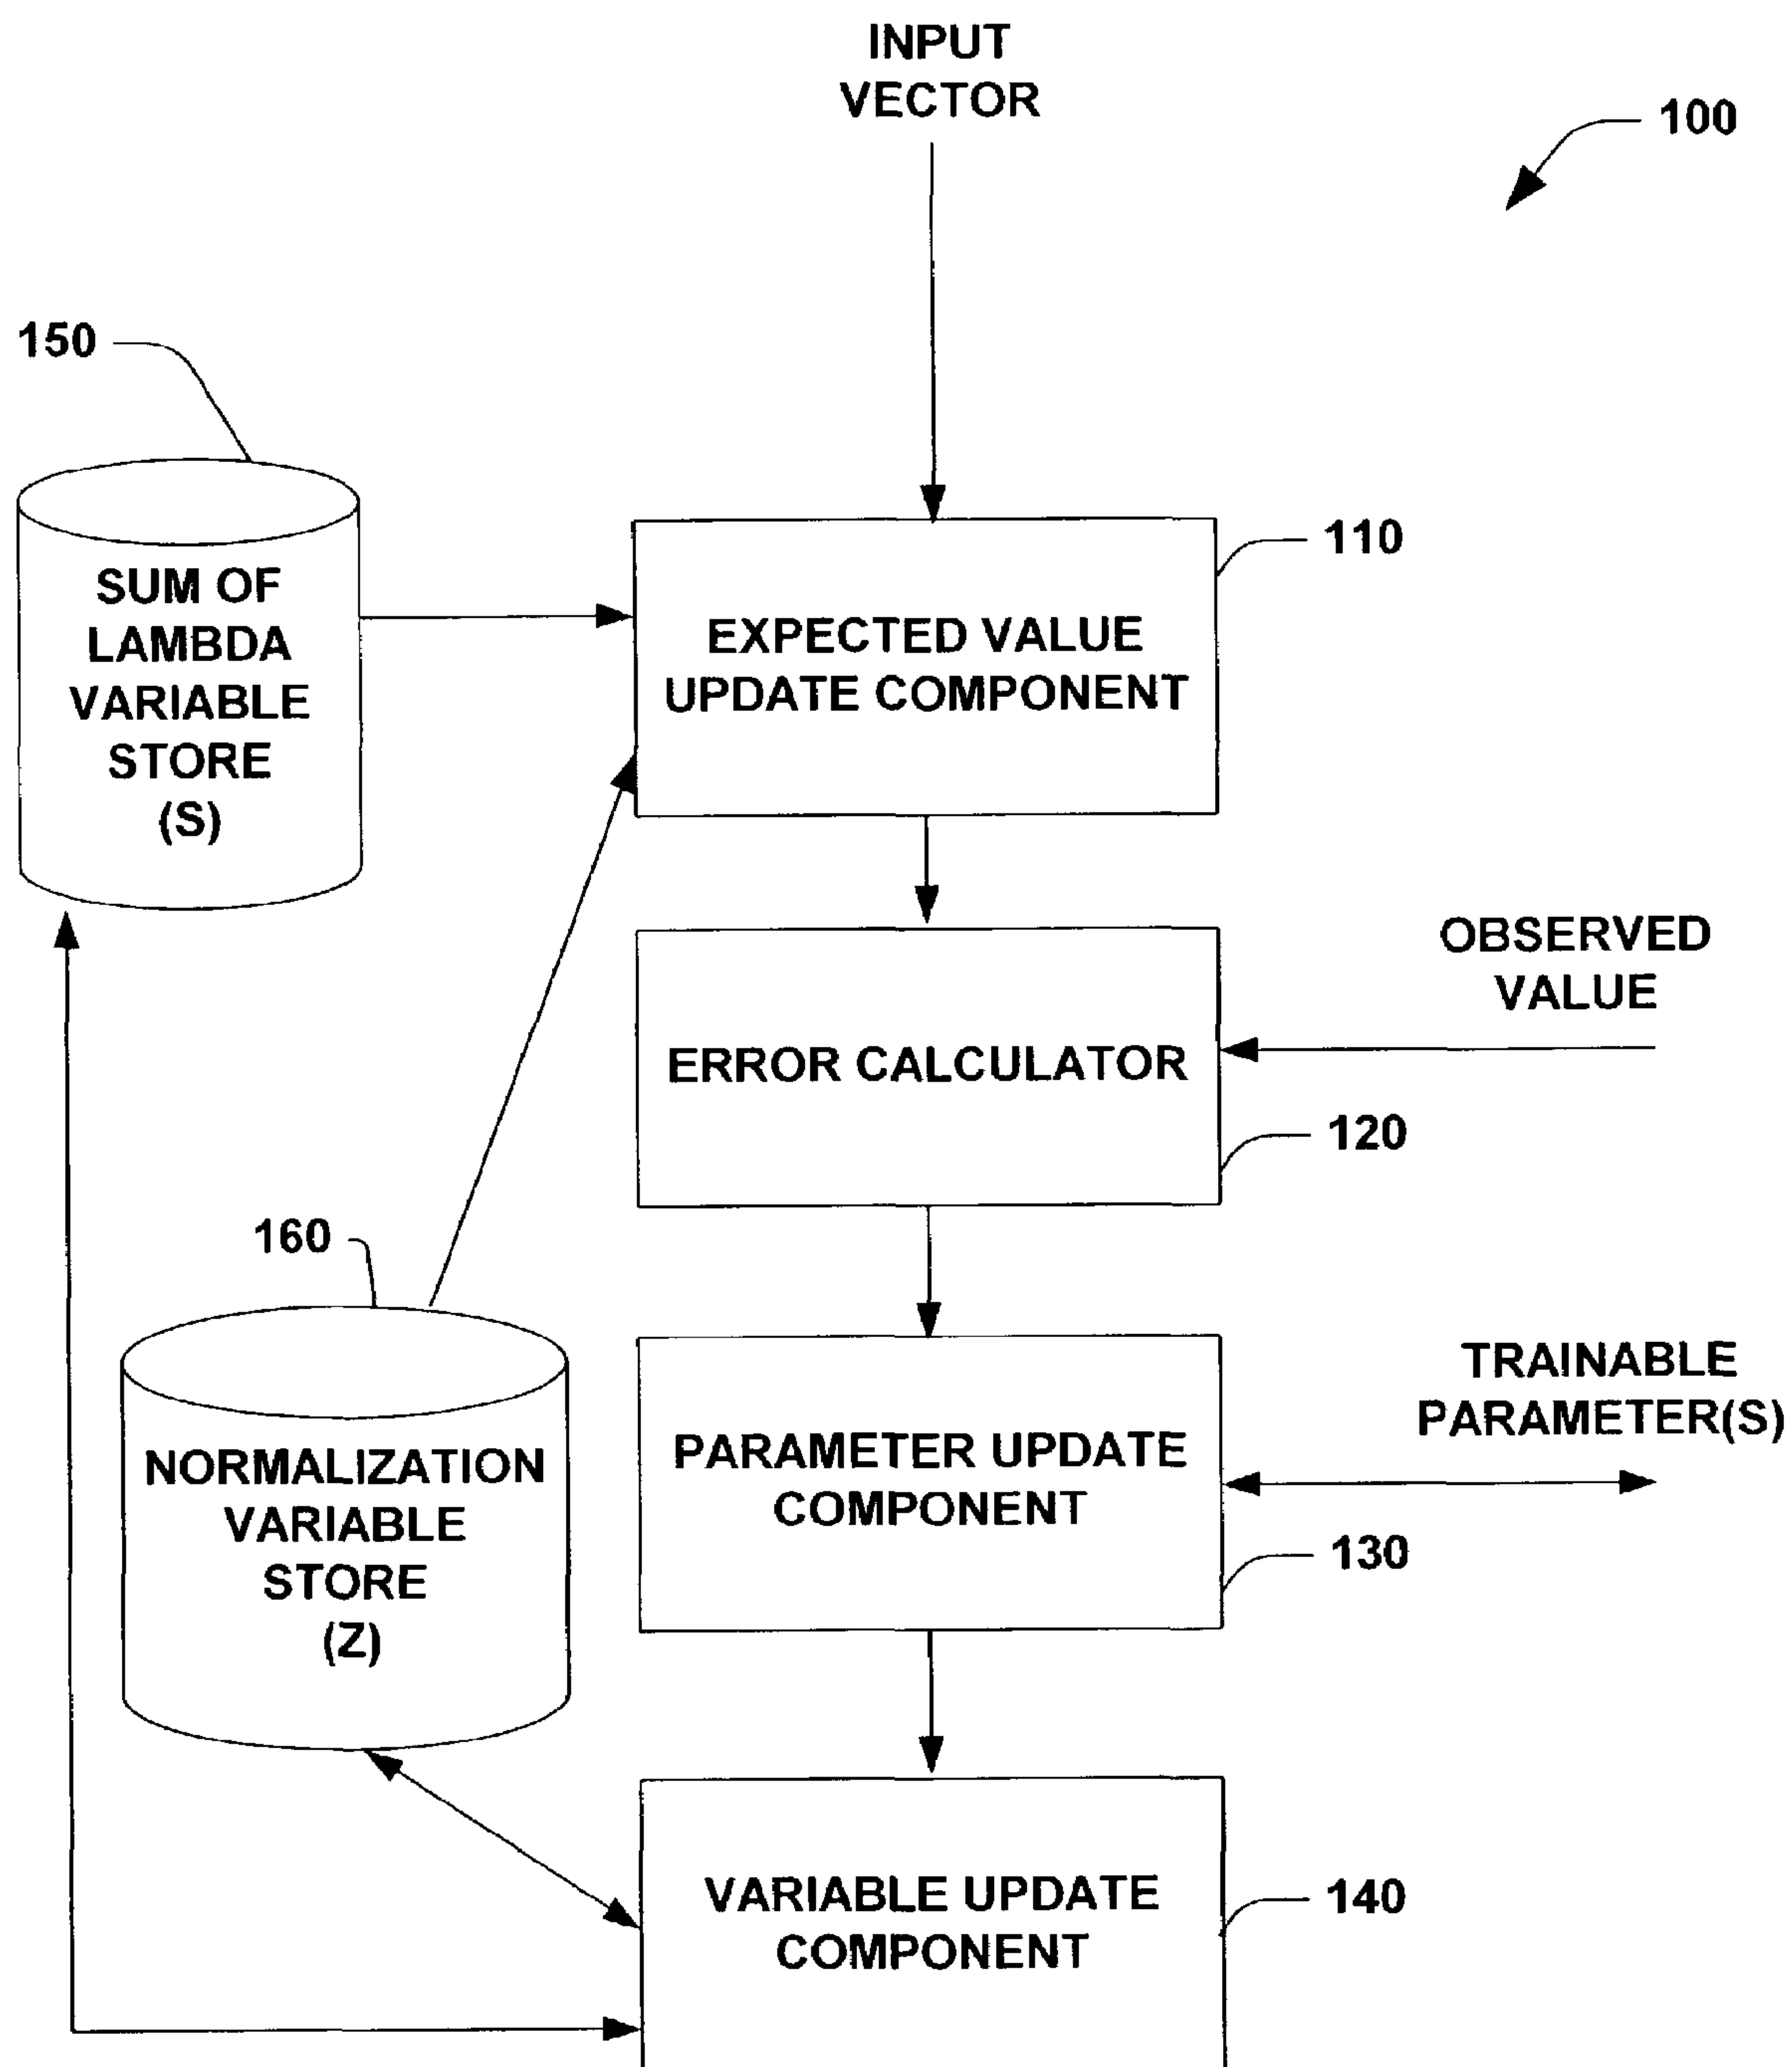 INPUT
VECTOR
100
150
SUM OF
LAMBDA
VARIABLE
STORE
(S)
110
EXPECTED VALUE
UPDATE COMPONENT
OBSERVED
VALUE
ERROR CALCULATOR
120
160
TRAINABLE
PARAMETER(S)
NORMALIZATION
VARIABLE
STORE
(Z)
PARAMETER UPDATE
COMPONENT
130
VARIABLE UPDATE
COMPONENT
140